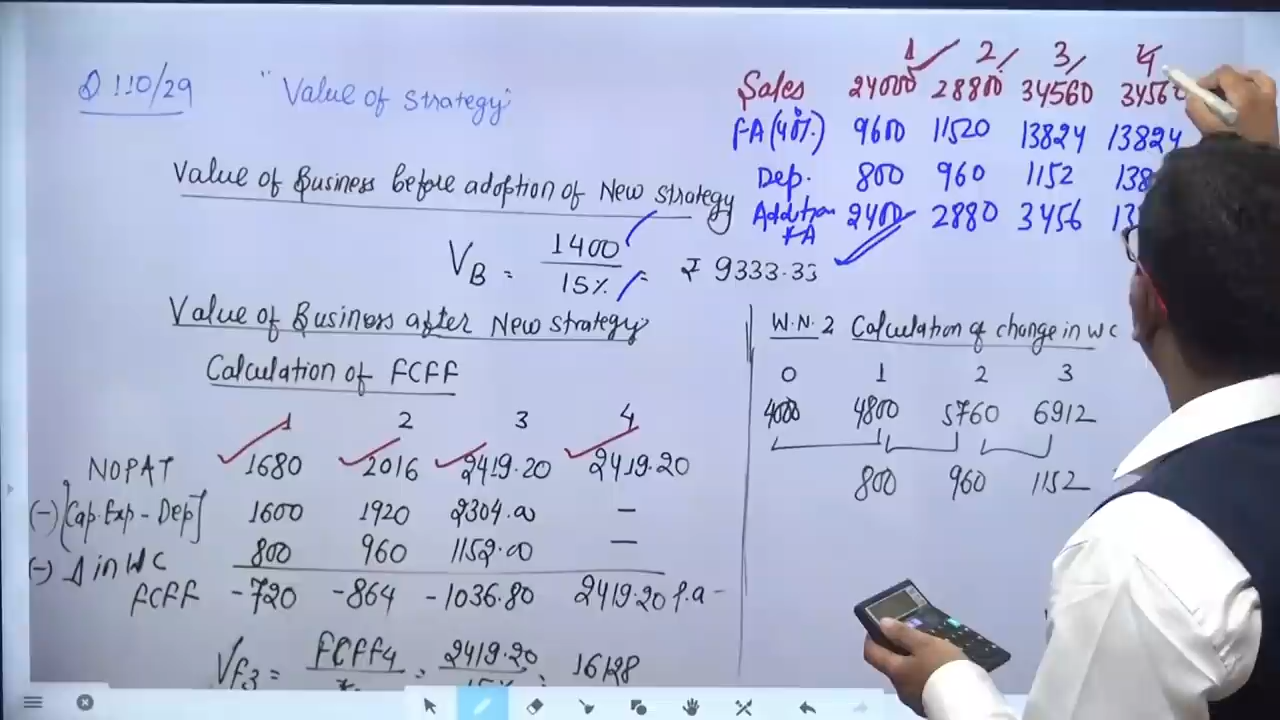 Q 110/29 "Value of Strategy"
1 2 3 4
Sales 24000 28800 34560 3456
FA (40%) 9600 11520 13824 13824
Dep. 800 960 1152 138
Addition FA 2400 2880 3456 13
Value of Business before adoption of New Strategy
VB = 1400 / 15% = ₹ 9333.33
Value of Business after New Strategy
Calculation of FCFF
1 2 3 4
NOPAT 1680 2016 2419.20 2419.20
(-) [Cap. Exp - Dep] 1600 1920 2304.00 -
(-) Δ in WC 800 960 1152.00 -
FCFF -720 -864 -1036.80 2419.20 p.a
Vf3 = FCFF4 = 2419.20 / 15% = 16128
W.N. 2 Calculation of change in WC
0 1 2 3
4000 4800 5760 6912
800 960 1152